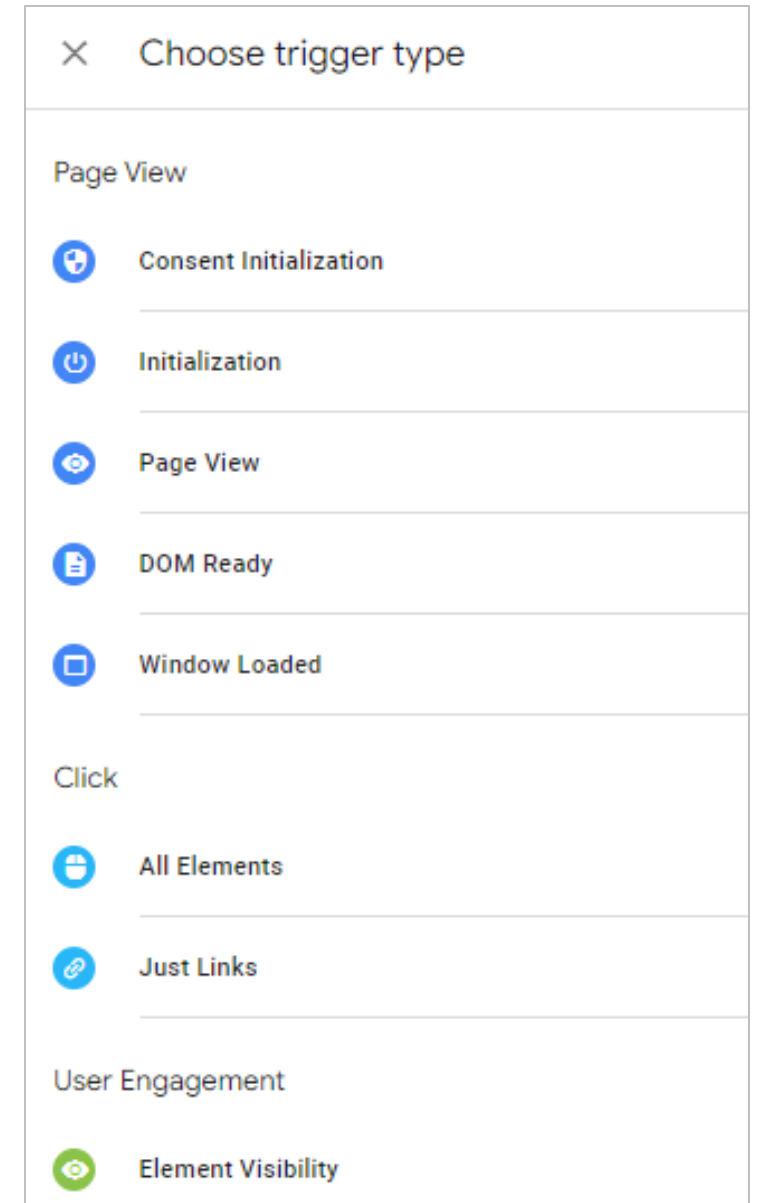 Choose trigger type
Page View
Consent Initialization
Initialization
Page View
DOM Ready
Window Loaded
Click
All Elements
Just Links
User Engagement
Element Visibility